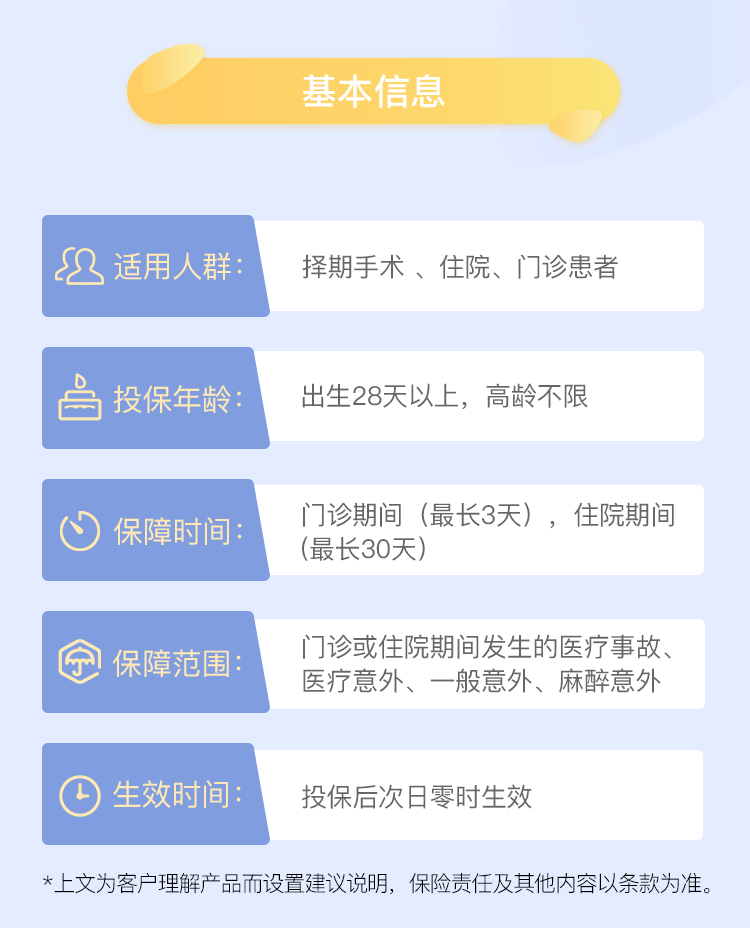 基本信息
适用人群：
择期手术 、住院、门诊患者
投保年龄：
出生28天以上，高龄不限
保障时间：
门诊期间（最长3天），住院期间
（最长30天）
保障范围：
门诊或住院期间发生的医疗事故、
医疗意外、一般意外、麻醉意外
生效时间：
投保后次日零时生效
*上文为客户理解产品而设置建议说明，保险责任及其他内容以条款为准。